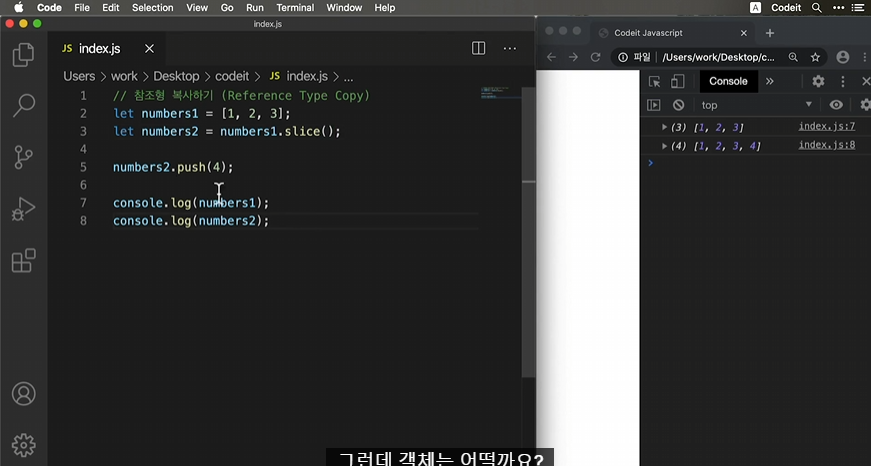 Code File Edit Selection View Go Run Terminal Window Help A Codeit
index.js
JS index.js
Users > work > Desktop > codeit > JS index.js > ...
1 // 참조형 복사하기 (Reference Type Copy)
2 let numbers1 = [1, 2, 3];
3 let numbers2 = numbers1.slice();
4
5 numbers2.push(4);
6
7 console.log(numbers1);
8 console.log(numbers2);
Codeit Javascript
파일 /Users/work/Desktop/c...
Console
top
(3) [1, 2, 3] index.js:7
(4) [1, 2, 3, 4] index.js:8
그런데 객체는 어떨까요?